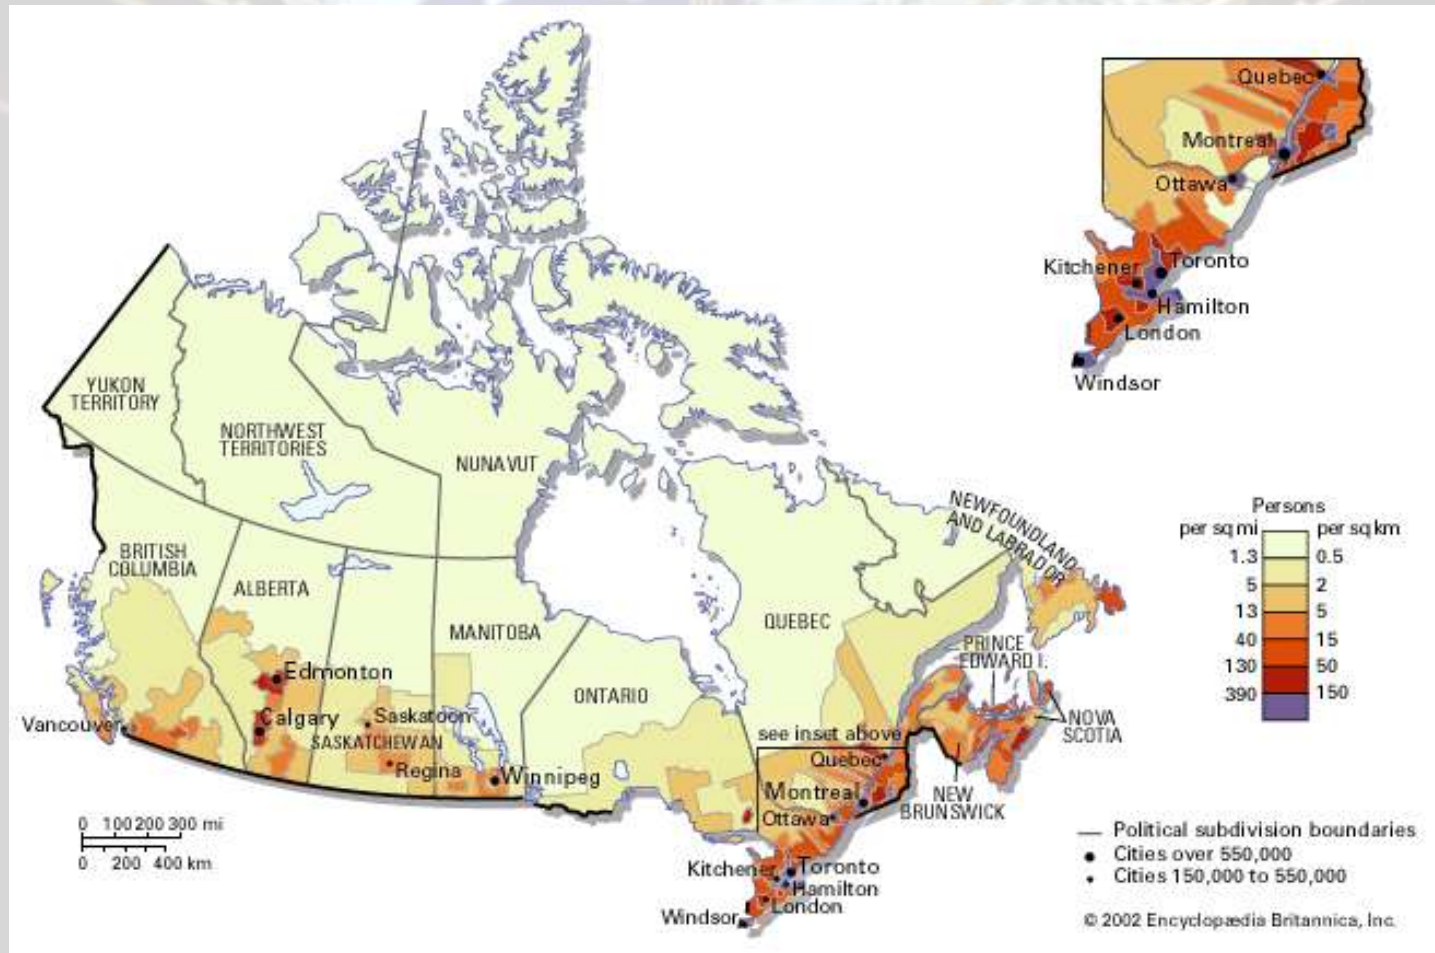 Quebec
Montreal
Ottawa
Kitchener
Toronto
Hamilton
London
Windsor
YUKON
TERRITORY
NORTHWEST
TERRITORIES
NUNAVUT
BRITISH
COLUMBIA
ALBERTA
MANITOBA
ONTARIO
QUEBEC
NEWFOUNDLAND
AND LABRADOR
PRINCE
EDWARD I.
NOVA
SCOTIA
NEW
BRUNSWICK
Edmonton
Calgary
Saskatoon
SASKATCHEWAN
Regina
Winnipeg
Vancouver
see inset above
Quebec
Montreal
Ottawa
Kitchener
Toronto
Hamilton
London
Windsor
Persons
per sq mi per sq km
1.3 0.5
5 2
13 5
40 15
130 50
390 150
0 100 200 300 mi
0 200 400 km
Political subdivision boundaries
Cities over 550,000
Cities 150,000 to 550,000
© 2002 Encyclopædia Britannica, Inc.